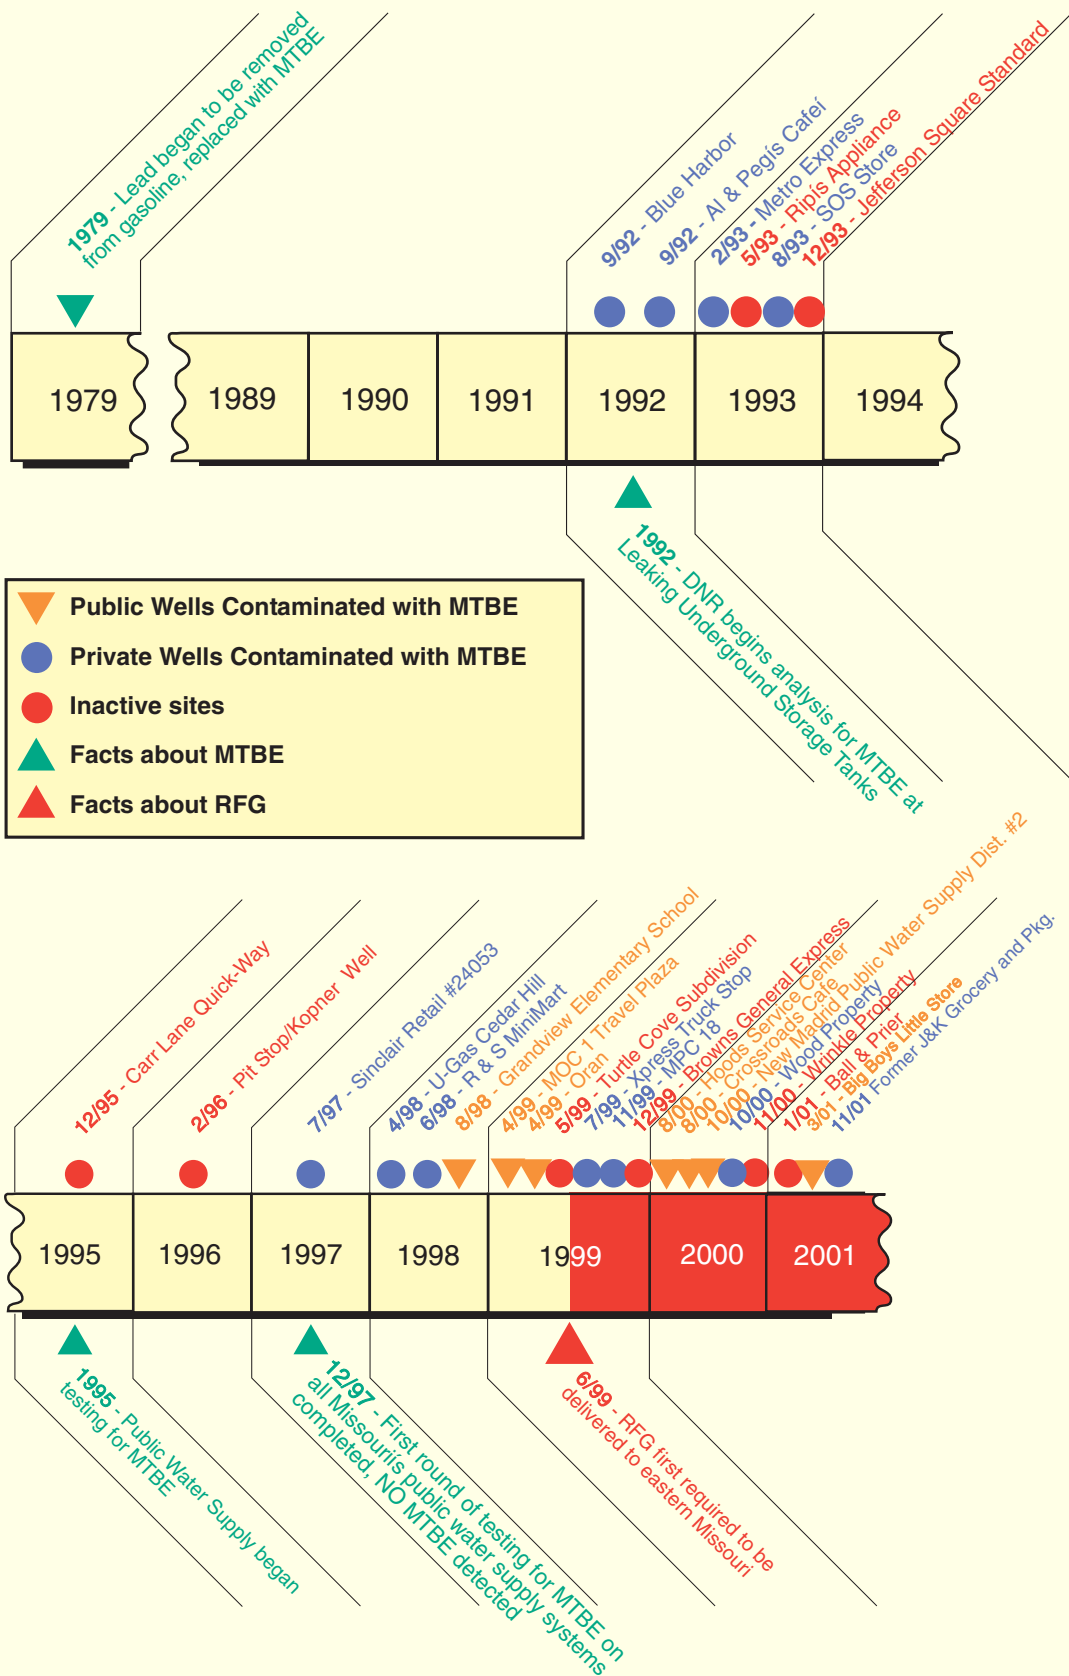 1979 - Lead began to be removed
from gasoline, replaced with MTBE
9/92 - Blue Harbor
9/92 - Al & Pegís Cafeí
2/93 - Metro Express
5/93 - Ripís Appliance
8/93 - SOS Store
12/93 - Jefferson Square Standard
1979
1989
1990
1991
1992
1993
1994
1992 - DNR begins analysis for MTBE at
Leaking Underground Storage Tanks
Public Wells Contaminated with MTBE
Private Wells Contaminated with MTBE
Inactive sites
Facts about MTBE
Facts about RFG
12/95 - Carr Lane Quick-Way
2/96 - Pit Stop/Kopner Well
7/97 - Sinclair Retail #24053
4/98 - U-Gas Cedar Hill
6/98 - R & S MiniMart
8/98 - Grandview Elementary School
4/99 - MOC 1 Travel Plaza
4/99 - Oran
5/99 - Turtle Cove Subdivision
7/99 - Xpress Truck Stop
11/99 - MPC 18
12/99 - Browns General Express
8/00 - Hoods Service Center
8/00 - Crossroads Cafe
10/00 - New Madrid Public Water Supply Dist. #2
10/00 - Wood Property
11/00 - Wrinkle Property
1/01 - Ball & Prier
3/01 - Big Boys Little Store
11/01 Former J&K Grocery and Pkg.
1995
1996
1997
1998
1999
2000
2001
1995 - Public Water Supply began
testing for MTBE
12/97 - First round of testing for MTBE on
all Missouriís public water supply systems
completed, NO MTBE detected
6/99 - RFG first required to be
delivered to eastern Missouri